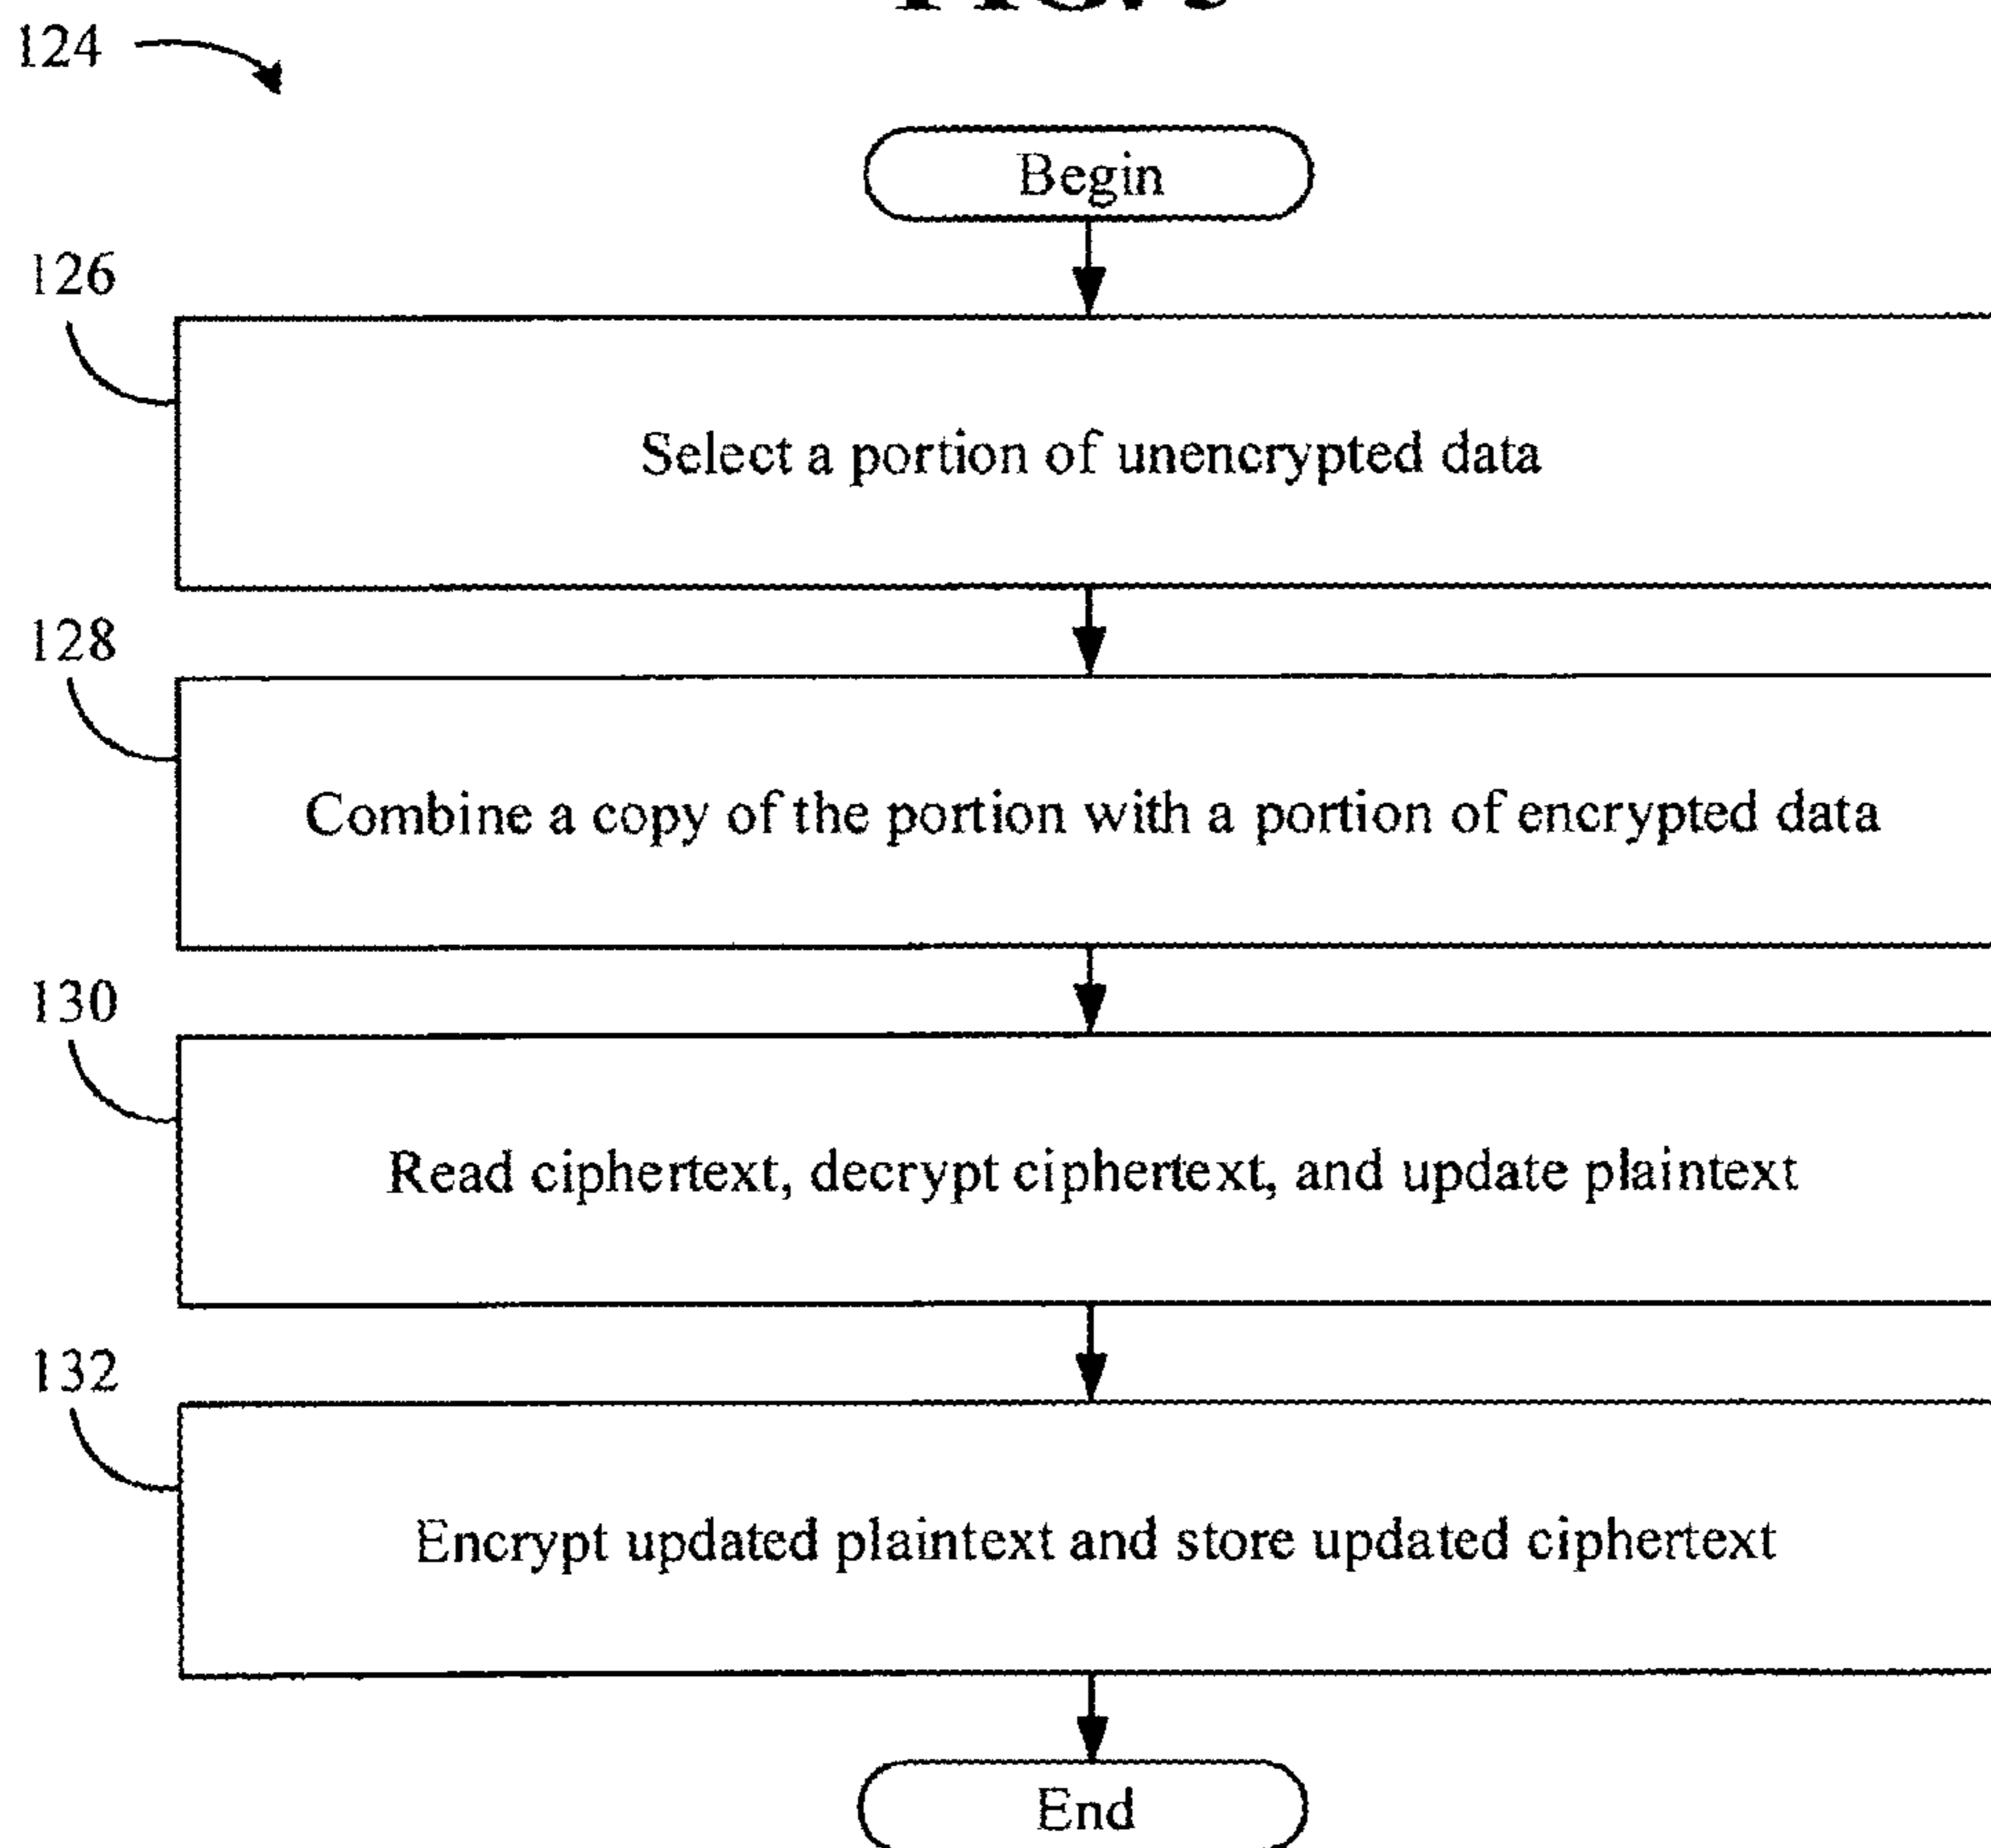 124
Begin
126
Select a portion of unencrypted data
128
Combine a copy of the portion with a portion of encrypted data
130
Read ciphertext, decrypt ciphertext, and update plaintext
132
Encrypt updated plaintext and store updated ciphertext
End